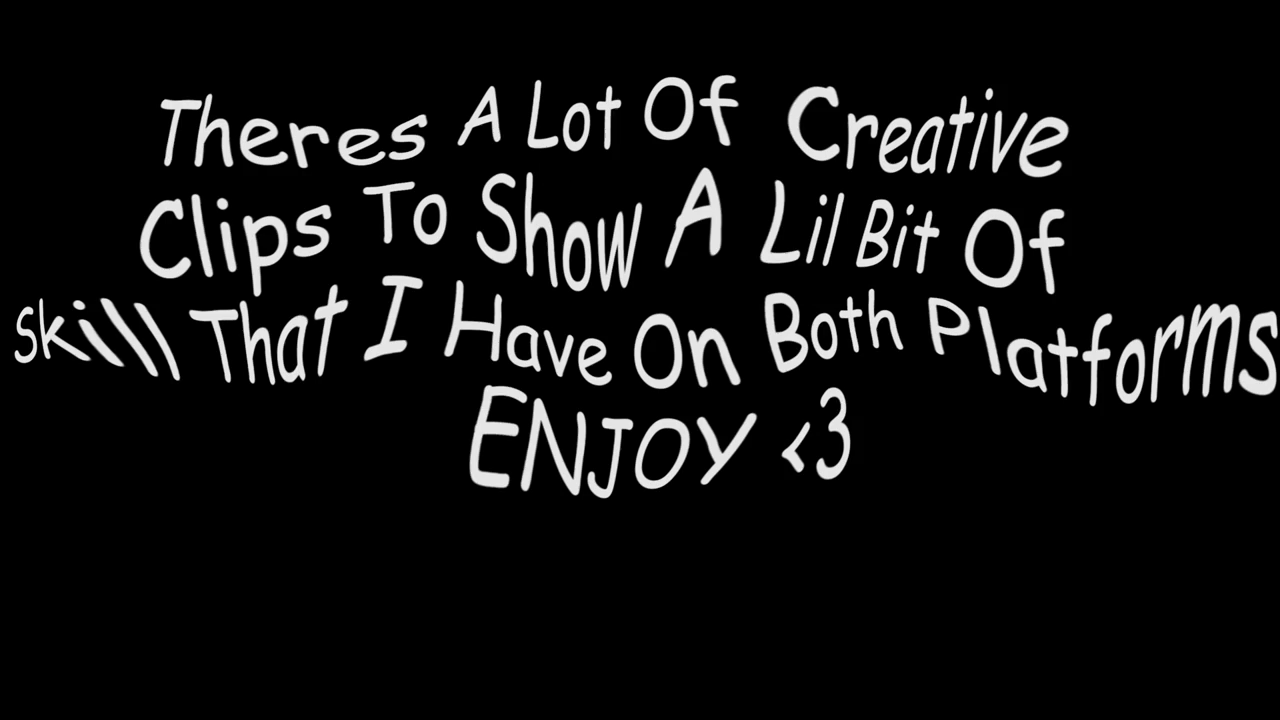 Theres A Lot Of Creative
Clips To Show A Lil Bit Of
Skill That I Have On Both Platforms
ENJOY <3